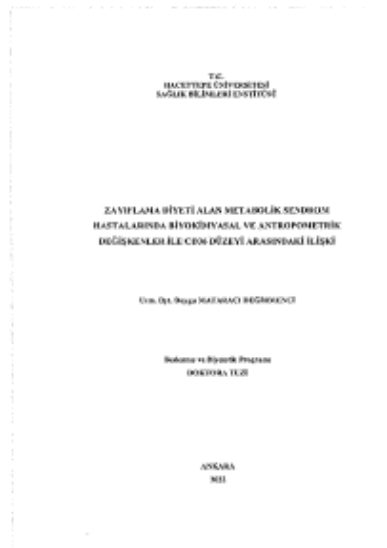 T.C.
HACETTEPE ÜNİVERSİTESİ
SAĞLIK BİLİMLERİ ENSTİTÜSÜ
ZAYIFLAMA DİYETİ ALAN METABOLİK SENDROM
HASTALARINDA BİYOKİMYASAL VE ANTROPOMETRİK
DEĞİŞKENLER İLE DÜZEYİ ARASINDAKİ İLİŞKİ
Uzm. Dyt. Duygu
Beslenme ve Diyetetik Programı
DOKTORA TEZİ
ANKARA